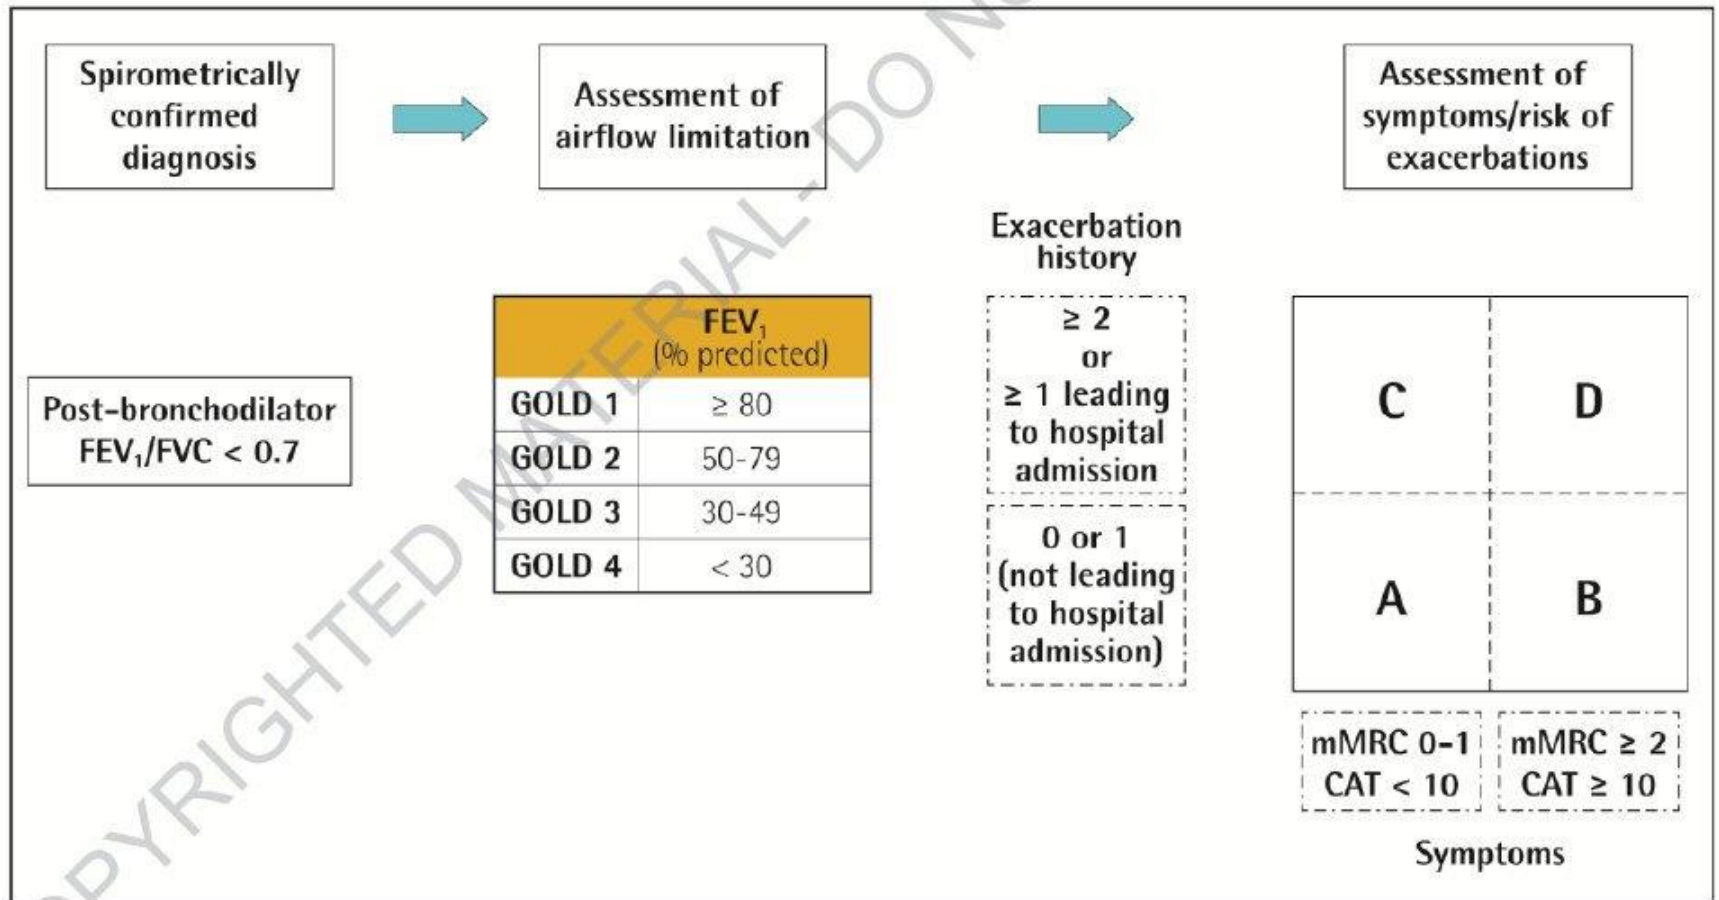 Spirometrically
confirmed
diagnosis
Assessment of
airflow limitation
Assessment of
symptoms/risk of
exacerbations
Post-bronchodilator
FEV₁/FVC < 0.7
FEV₁
(% predicted)
GOLD 1 ≥ 80
GOLD 2 50-79
GOLD 3 30-49
GOLD 4 < 30
Exacerbation
history
≥ 2
or
≥ 1 leading
to hospital
admission
0 or 1
(not leading
to hospital
admission)
C D
A B
mMRC 0-1
CAT < 10
mMRC ≥ 2
CAT ≥ 10
Symptoms
OPYRIGHTED MATERIAL- DO N